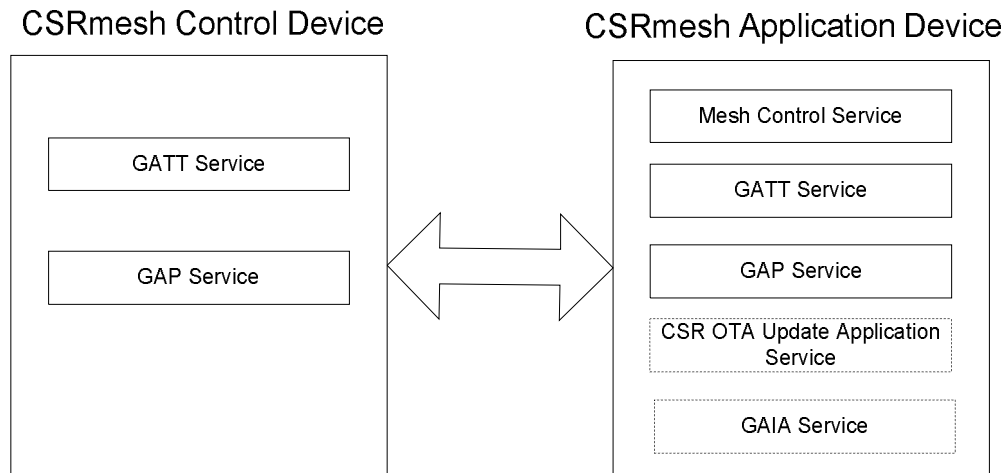 CSRmesh Control Device
GATT Service
GAP Service
CSRmesh Application Device
Mesh Control Service
GATT Service
GAP Service
CSR OTA Update Application
Service
GAIA Service